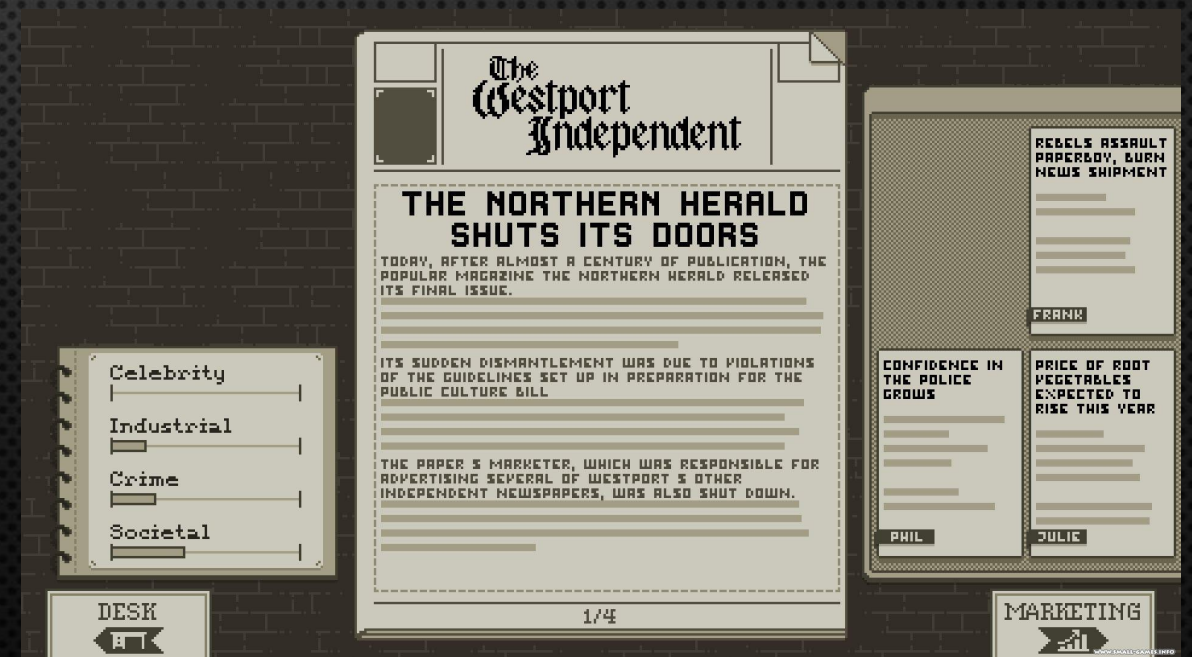 The
Westport
Independent
THE NORTHERN HERALD
SHUTS ITS DOORS
TODAY, AFTER ALMOST A CENTURY OF PUBLICATION, THE
POPULAR MAGAZINE THE NORTHERN HERALD RELEASED
ITS FINAL ISSUE.
ITS SUDDEN DISMANTLEMENT WAS DUE TO VIOLATIONS
OF THE GUIDELINES SET UP IN PREPARATION FOR THE
PUBLIC CULTURE BILL
THE PAPER S MARKETER, WHICH WAS RESPONSIBLE FOR
ADVERTISING SEVERAL OF WESTPORT S OTHER
INDEPENDENT NEWSPAPERS, WAS ALSO SHUT DOWN.
1/4
Celebrity
Industrial
Crime
Societal
DESK
REBELS ASSAULT
PAPERBOY, BURN
NEWS SHIPMENT
FRANK
CONFIDENCE IN
THE POLICE
GROWS
PHIL
PRICE OF ROOT
VEGETABLES
EXPECTED TO
RISE THIS YEAR
JULIE
MARKETING
WWW.SMALL-GAMES.INFO